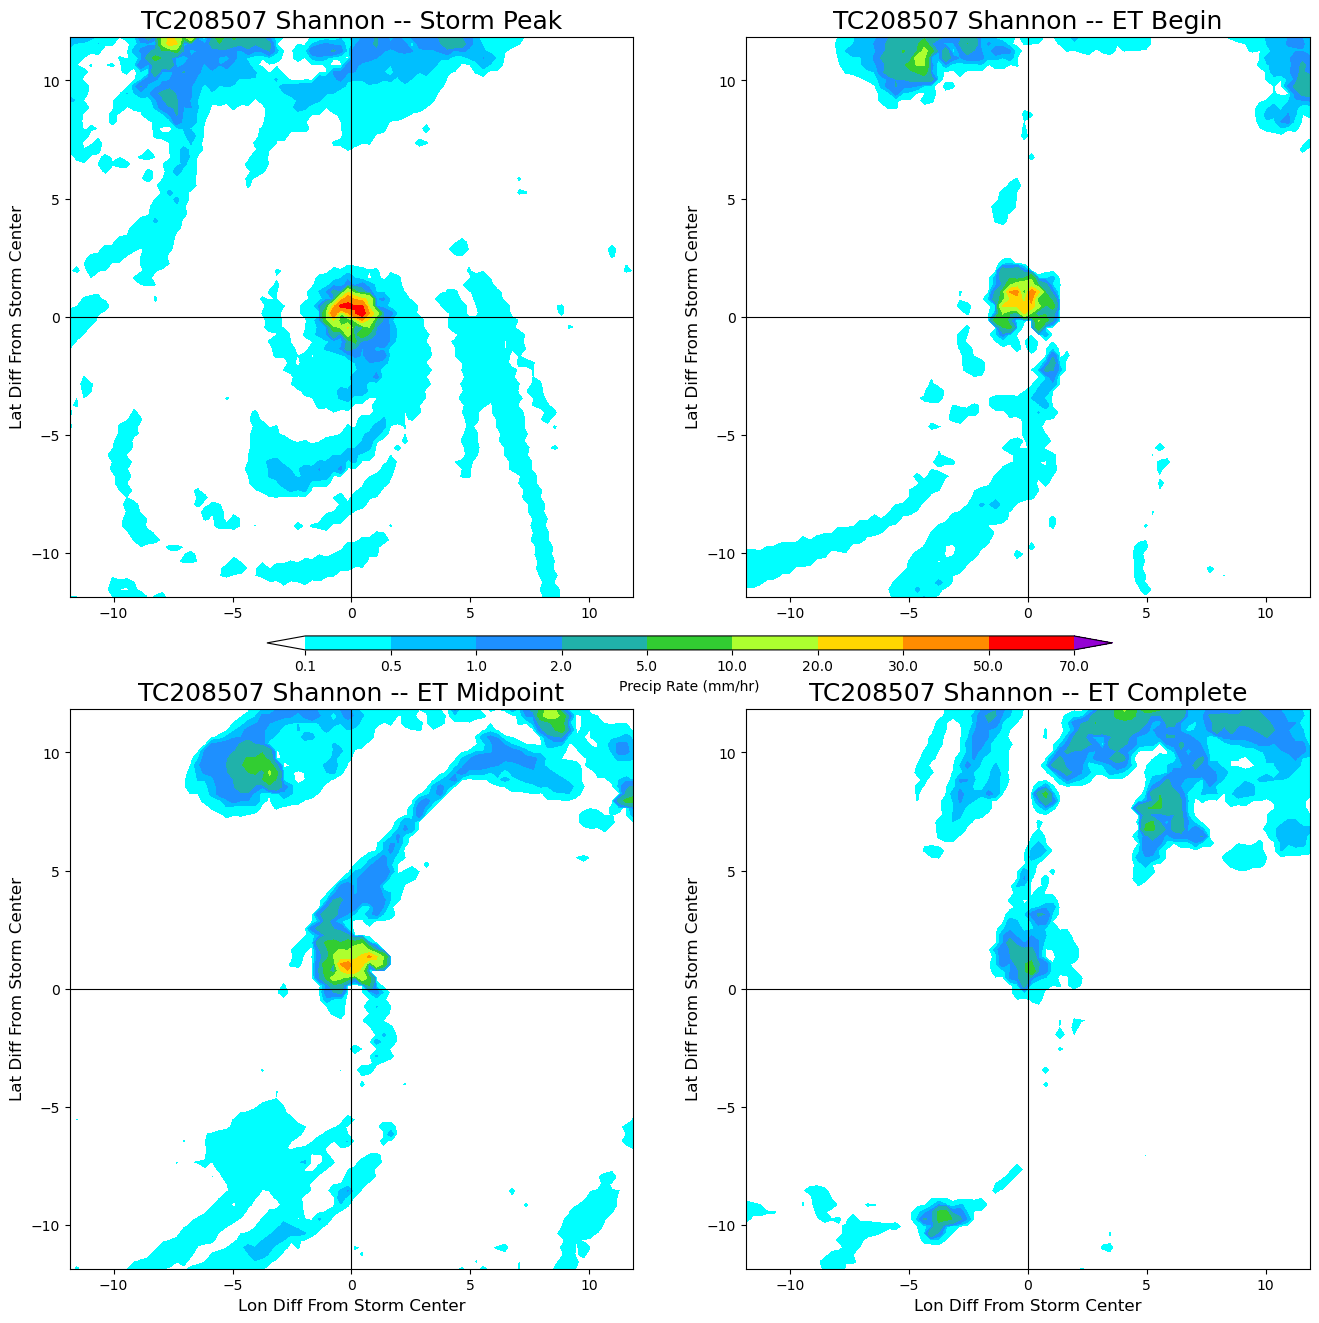 TC208507 Shannon -- Storm Peak
TC208507 Shannon -- ET Begin
10
5
0
−5
−10
Lat Diff From Storm Center
−10 −5 0 5 10
10
5
0
−5
−10
Lat Diff From Storm Center
−10 −5 0 5 10
0.1 0.5 1.0 2.0 5.0 10.0 20.0 30.0 50.0 70.0
Precip Rate (mm/hr)
TC208507 Shannon -- ET Midpoint
TC208507 Shannon -- ET Complete
10
5
0
−5
−10
Lat Diff From Storm Center
−10 −5 0 5 10
Lon Diff From Storm Center
10
5
0
−5
−10
Lat Diff From Storm Center
−10 −5 0 5 10
Lon Diff From Storm Center